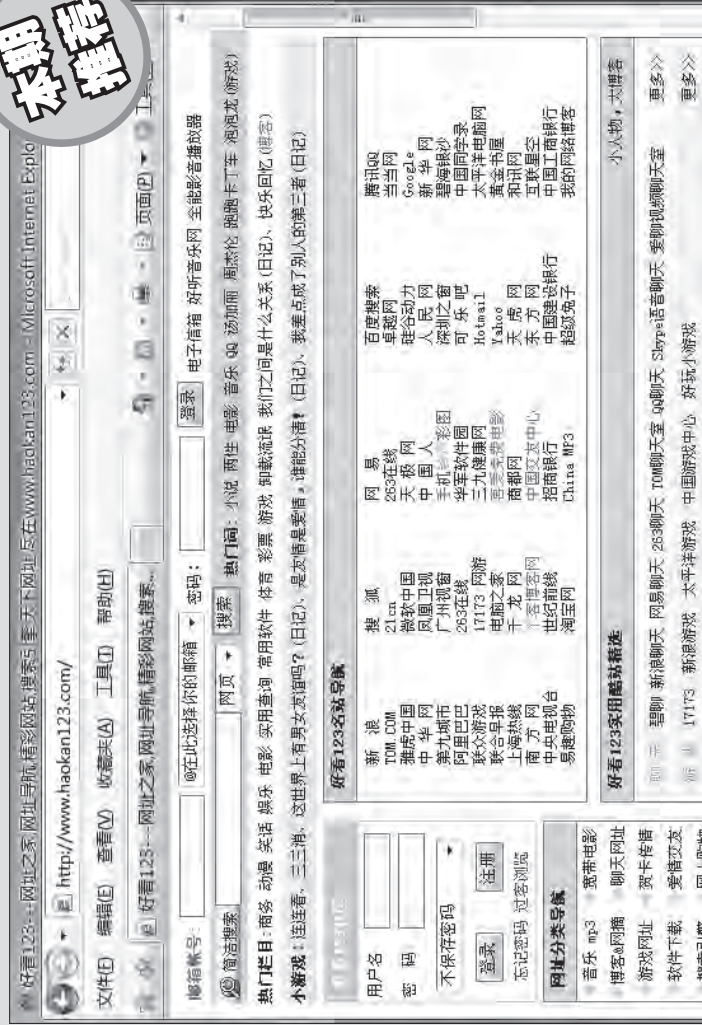 本期
推荐
好看123---网址之家,网址导航,精彩网站,搜索引擎,天下网址,尽在www.haokan123.com - Microsoft Internet Explo
http://www.haokan123.com/
文件(F) 编辑(E) 查看(V) 收藏夹(A) 工具(T) 帮助(H)
好看123---网址之家,网址导航,精彩网站,搜索...
页面(P)
邮箱帐号: @在此选择你的邮箱 密码: 登录 电子信箱 好听音乐网 全能影音播放器
简洁搜索 网页 搜索 热门词: 小说 两性 电影 音乐 QQ 汤加丽 周杰伦 跑跑卡丁车 泡泡龙(游戏)
热门栏目:商务 动漫 笑话 娱乐 电影 实用查询 常用软件 体育 彩票 游戏 卸载流氓 我们之间是什么关系(日记)、快乐回忆(博客)
小游戏:连连看、三三消、这世界上有男女友谊吗?(日记)、是友情是爱情,谁能分清?(日记)、我差点成了别人的第三者(日记)
用户名
密 码
不保存密码
登录 注册
忘记密码 过客浏览
网址分类导航
音乐 mp3 宽带电影
博客&网摘 聊天网址
游戏网址 贺卡传情
软件下载 爱情交友
好看123名站导航
新 浪 搜 狐 网 易 百度搜索 腾讯QQ
TOM.COM 21cn 263在线 卓越网 当当网
雅虎中国 微软中国 天 极 网 硅谷动力 Google
中 华 网 凤凰卫视 中 国 人 人 民 网 新 华 网
第九城市 广州视窗 手机 彩图 深圳之窗 碧海银沙
阿里巴巴 263在线 华军软件园 可 乐 吧 中国同学录
联众游戏 17173 网游 三九健康网 Hotmail 太平洋电脑网
联合早报 电脑之家 免费电影 Yahoo 黄金书屋
上海热线 千 龙 网 商都网 天 虎 网 和讯网
南 方 网 客博客网 中国交友中心 东 方 网 互联星空
中央电视台 世纪前线 招商银行 中国建设银行 中国工商银行
易趣购物 淘宝网 China MP3 超级兔子 我的网络博客
好看123实用酷站精选 小人物,大博客
聊 天 碧聊 新浪聊天 网易聊天 263聊天 TOM聊天室 QQ聊天 Skype语音聊天 爱聊视频聊天室 更多>>
游 戏 17173 新浪游戏 太平洋游戏 中国游戏中心 好玩小游戏 更多>>